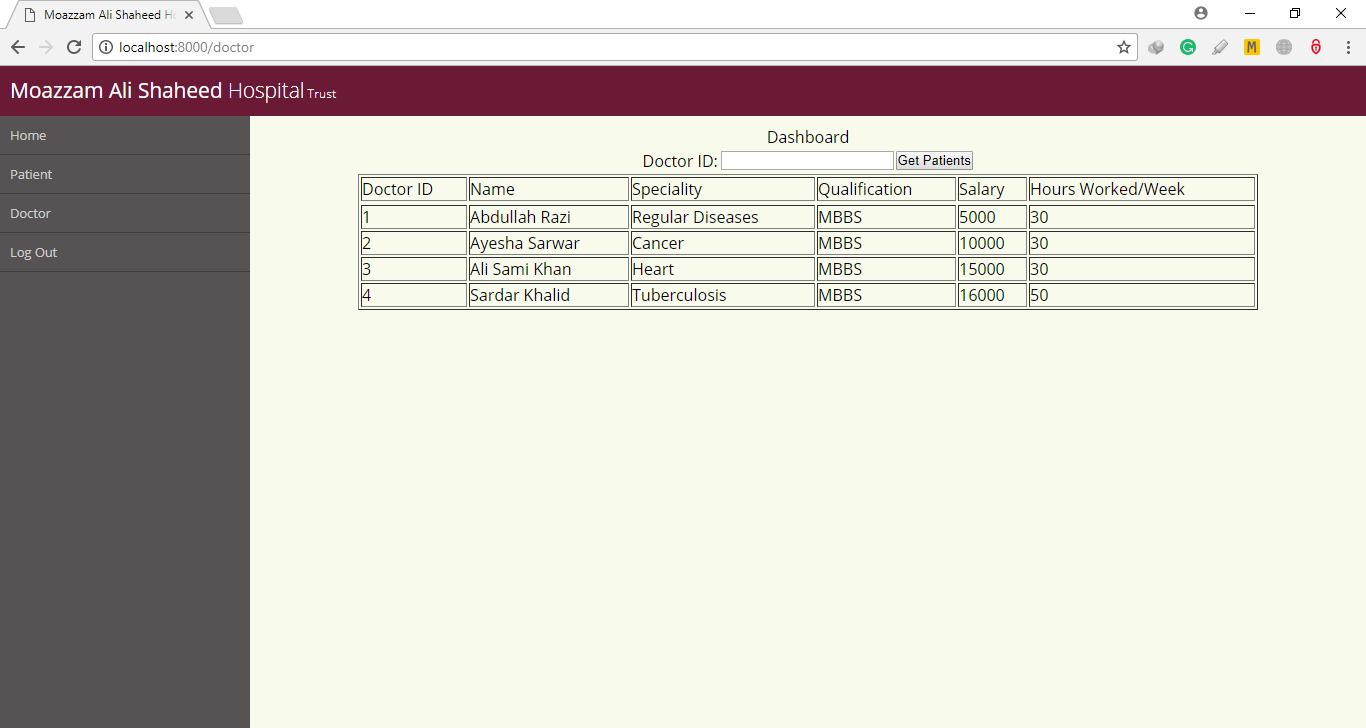 Moazzam Ali Shaheed H
localhost:8000/doctor
M
Moazzam Ali Shaheed Hospital Trust
Home
Patient
Doctor
Log Out
Dashboard
Doctor ID: Get Patients
Doctor ID Name Speciality Qualification Salary Hours Worked/Week
1 Abdullah Razi Regular Diseases MBBS 5000 30
2 Ayesha Sarwar Cancer MBBS 10000 30
3 Ali Sami Khan Heart MBBS 15000 30
4 Sardar Khalid Tuberculosis MBBS 16000 50